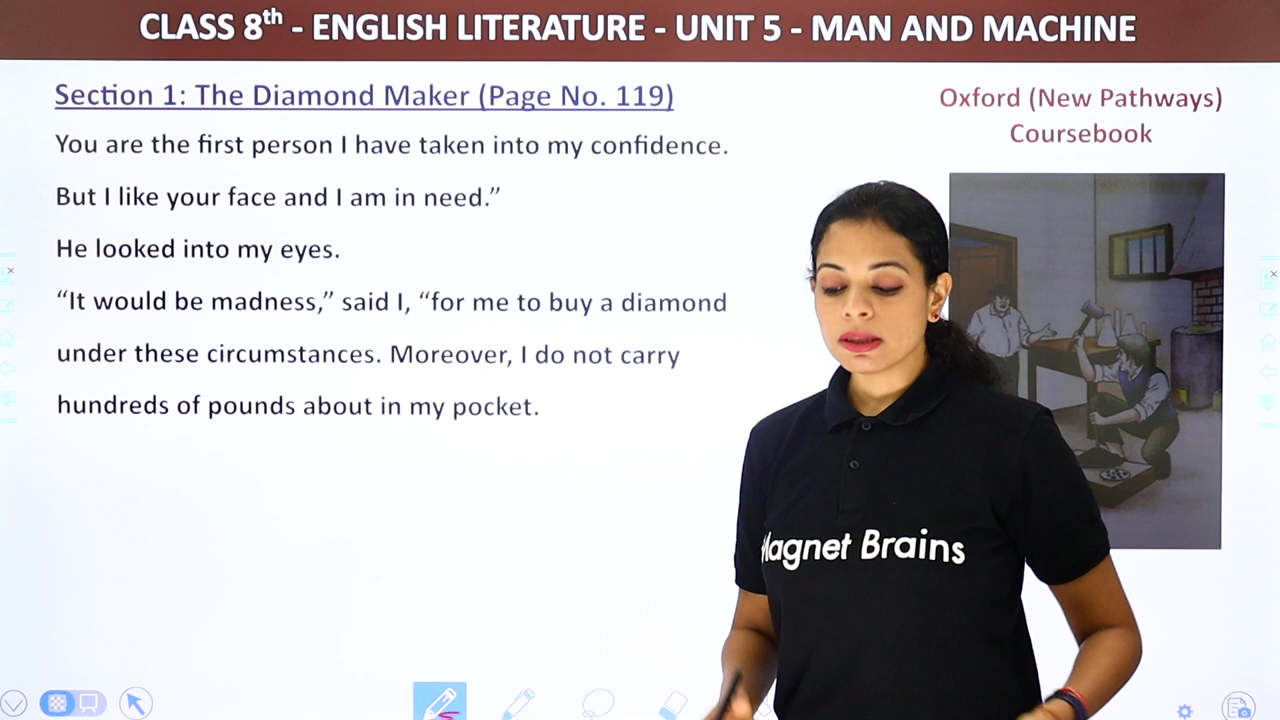 CLASS 8th - ENGLISH LITERATURE - UNIT 5 - MAN AND MACHINE
Section 1: The Diamond Maker (Page No. 119)
Oxford (New Pathways)
Coursebook
You are the first person I have taken into my confidence.
But I like your face and I am in need.”
He looked into my eyes.
“It would be madness,” said I, “for me to buy a diamond
under these circumstances. Moreover, I do not carry
hundreds of pounds about in my pocket.
Magnet Brains